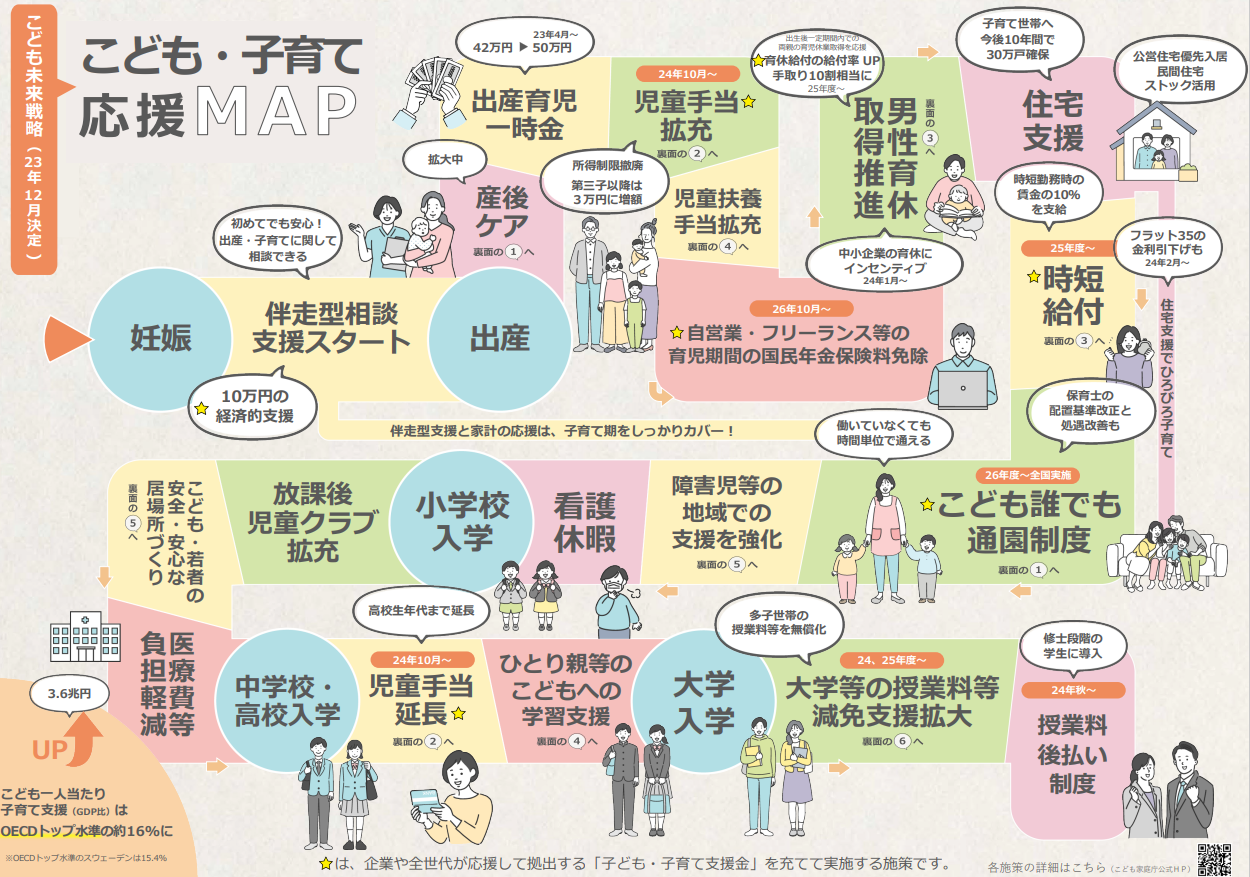 こども未来戦略（23年12月決定）
こども・子育て
応援MAP
初めてでも安心！
出産・子育てに関して
相談できる
妊娠
伴走型相談
支援スタート
10万円の
経済的支援
出産
23年4月～
42万円 ▶ 50万円
出産育児
一時金
拡大中
産後
ケア
裏面の1へ
24年10月～
児童手当
拡充
裏面の2へ
所得制限撤廃
第三子以降は
３万円に増額
児童扶養
手当拡充
裏面の4へ
26年10月～
自営業・フリーランス等の
育児期間の国民年金保険料免除
出生後一定期間内での
両親の育児休業取得を応援
育休給付の給付率 UP
手取り10割相当に
25年度～
男性育休
取得推進
裏面の3へ
中小企業の育休に
インセンティブ
24年1月～
子育て世帯へ
今後10年間で
30万戸確保
住宅
支援
公営住宅優先入居
民間住宅
ストック活用
フラット35の
金利引下げも
24年2月～
住宅支援でひろびろ子育て
時短勤務時の
賃金の10%
を支給
25年度～
時短
給付
裏面の3へ
伴走型支援と家計の応援は、子育て期をしっかりカバー！
保育士の
配置基準改正と
処遇改善も
働いていなくても
時間単位で通える
26年度～全国実施
こども誰でも
通園制度
裏面の1へ
障害児等の
地域での
支援を強化
裏面の5へ
看護
休暇
小学校
入学
放課後
児童クラブ
拡充
こども・若者の
安全・安心な
居場所づくり
裏面の5へ
医療費等
負担軽減
中学校・
高校入学
高校生年代まで延長
24年10月～
児童手当
延長
裏面の2へ
ひとり親等の
こどもへの
学習支援
裏面の4へ
大学
入学
多子世帯の
授業料等を無償化
24、25年度～
大学等の授業料等
減免支援拡大
裏面の6へ
修士段階の
学生に導入
24年秋～
授業料
後払い
制度
3.6兆円
UP
こども一人当たり
子育て支援（GDP比）は
OECDトップ水準の約16%に
※OECDトップ水準のスウェーデンは15.4%
☆は、企業や全世代が応援して拠出する「子ども・子育て支援金」を充てて実施する施策です。
各施策の詳細はこちら（こども家庭庁公式ＨＰ）